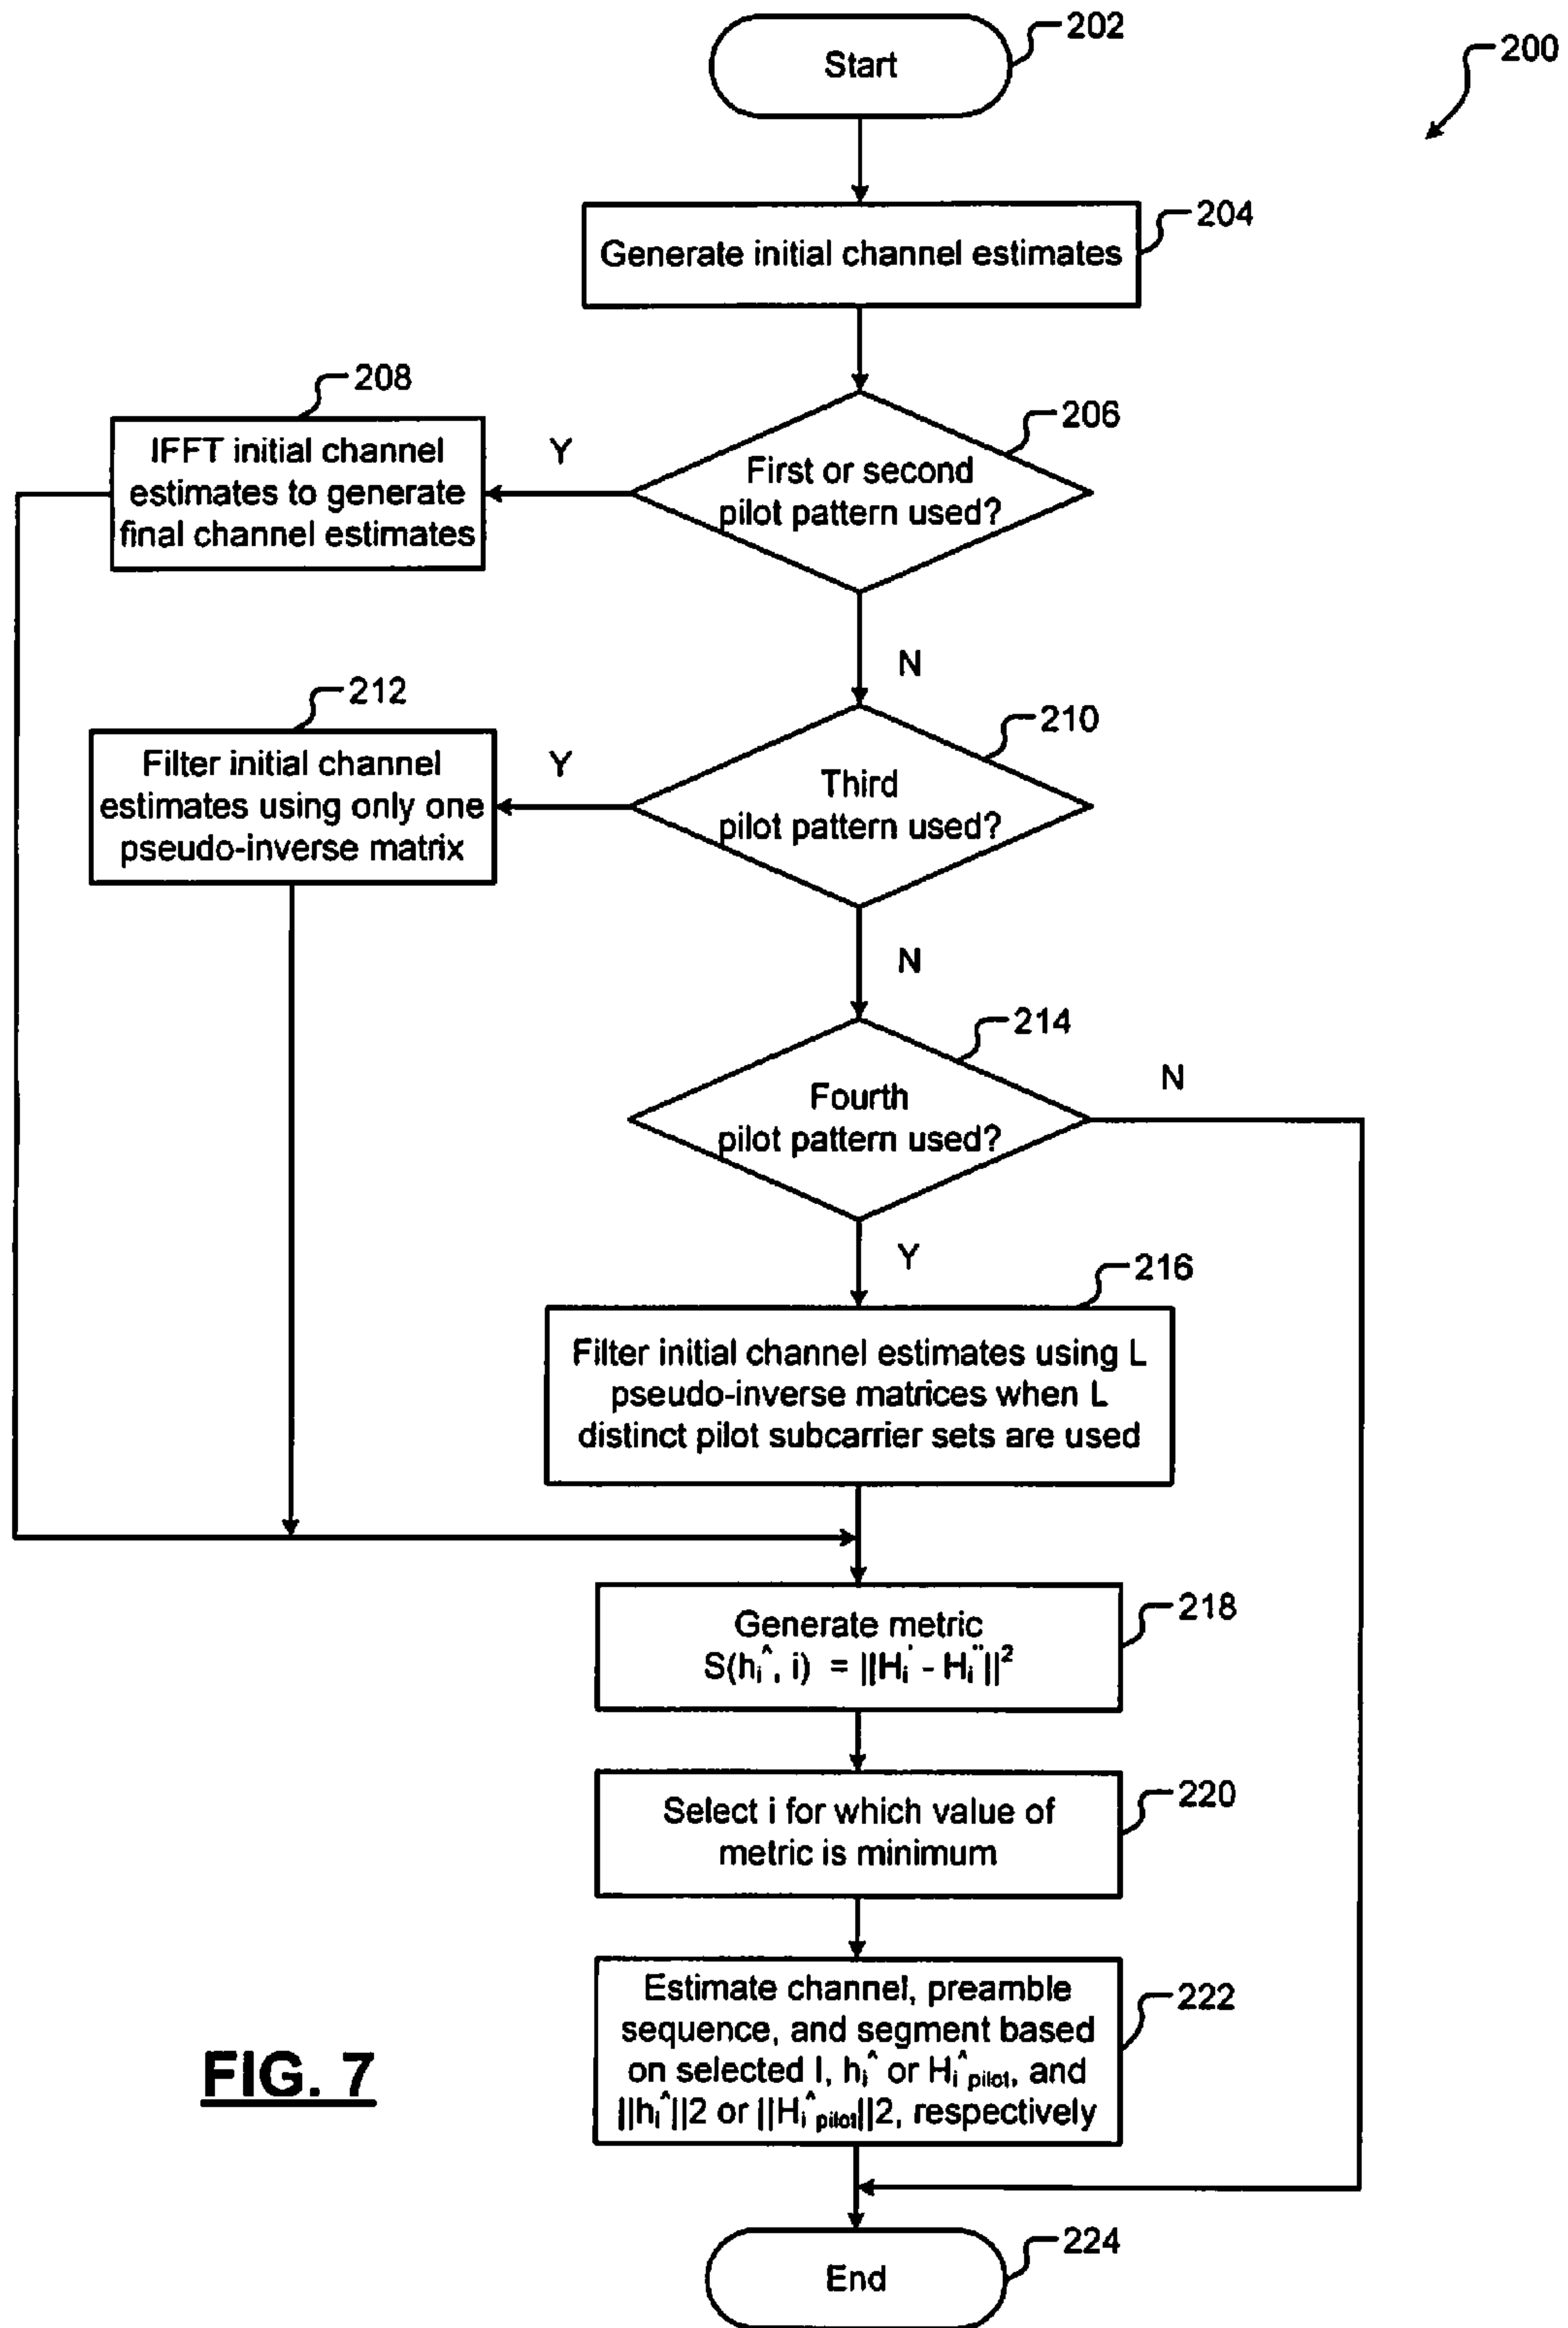 202
Start
200
204
Generate initial channel estimates
208
IFFT initial channel
estimates to generate
final channel estimates
Y
206
First or second
pilot pattern used?
N
212
Filter initial channel
estimates using only one
pseudo-inverse matrix
Y
210
Third
pilot pattern used?
N
214
Fourth
pilot pattern used?
N
Y
216
Filter initial channel estimates using L
pseudo-inverse matrices when L
distinct pilot subcarrier sets are used
218
Generate metric
S(hᵢ^, i) = ||Hᵢ' - Hᵢ''||²
220
Select i for which value of
metric is minimum
222
Estimate channel, preamble
sequence, and segment based
on selected I, hᵢ^ or Hᵢ^pilot, and
||hᵢ^||2 or ||Hᵢ^pilot||2, respectively
FIG. 7
224
End